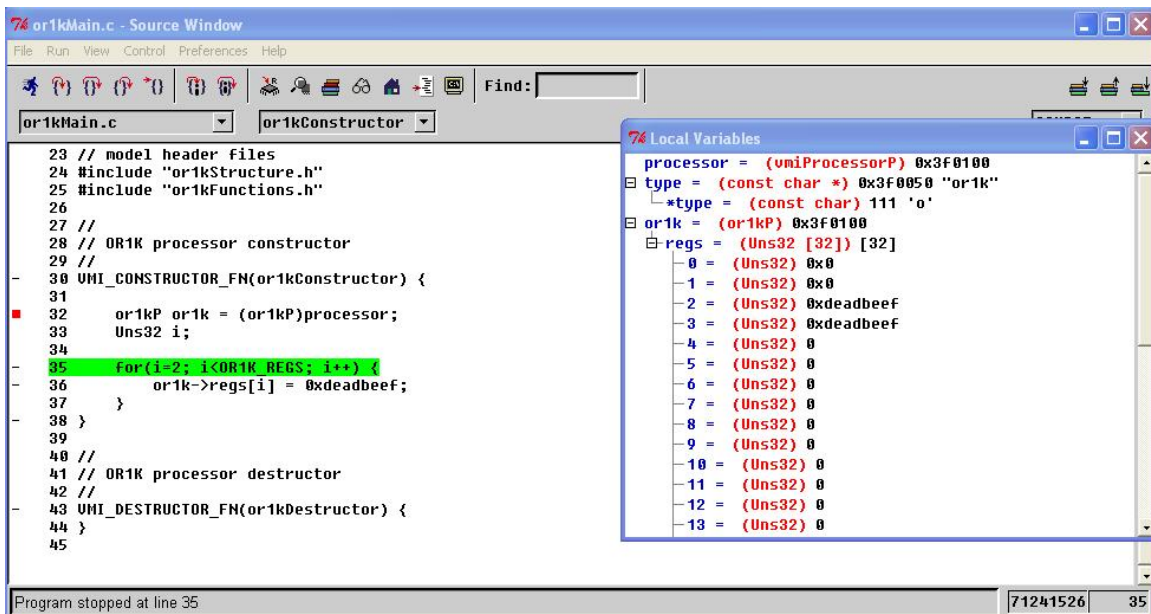 or1kMain.c - Source Window
File Run View Control Preferences Help
Find:
or1kMain.c
or1kConstructor
23 // model header files
24 #include "or1kStructure.h"
25 #include "or1kFunctions.h"
26
27 //
28 // OR1K processor constructor
29 //
30 VMI_CONSTRUCTOR_FN(or1kConstructor) {
31
32 or1kP or1k = (or1kP)processor;
33 Uns32 i;
34
35 for(i=2; i<OR1K_REGS; i++) {
36 or1k->regs[i] = 0xdeadbeef;
37 }
38 }
39
40 //
41 // OR1K processor destructor
42 //
43 VMI_DESTRUCTOR_FN(or1kDestructor) {
44 }
45
Local Variables
processor = (vmiProcessorP) 0x3f0100
type = (const char *) 0x3f0050 "or1k"
*type = (const char) 111 'o'
or1k = (or1kP) 0x3f0100
regs = (Uns32 [32]) [32]
0 = (Uns32) 0x0
1 = (Uns32) 0x0
2 = (Uns32) 0xdeadbeef
3 = (Uns32) 0xdeadbeef
4 = (Uns32) 0
5 = (Uns32) 0
6 = (Uns32) 0
7 = (Uns32) 0
8 = (Uns32) 0
9 = (Uns32) 0
10 = (Uns32) 0
11 = (Uns32) 0
12 = (Uns32) 0
13 = (Uns32) 0
Program stopped at line 35
71241526 35